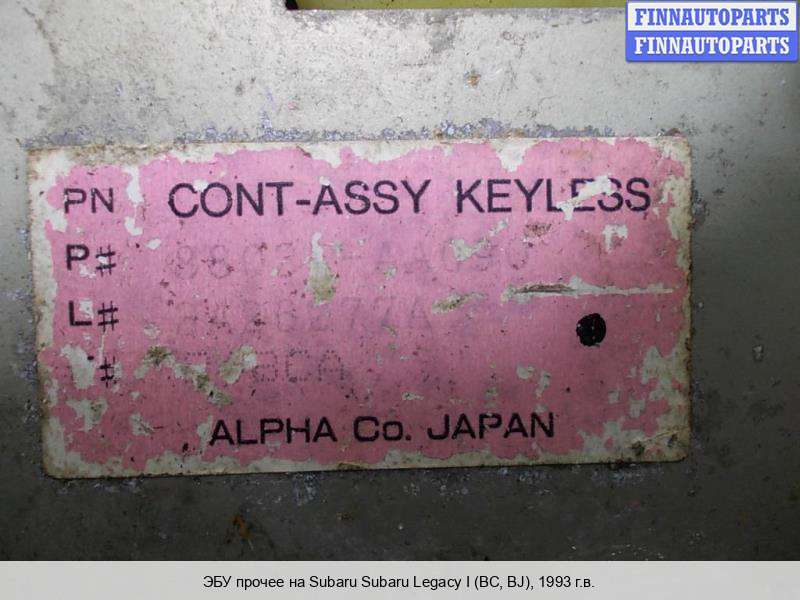 FINNAUTOPARTS
FINNAUTOPARTS
PN CONT-ASSY KEYLESS
P#
L#
ALPHA Co. JAPAN
ЭБУ прочее на Subaru Subaru Legacy I (BC, BJ), 1993 г.в.